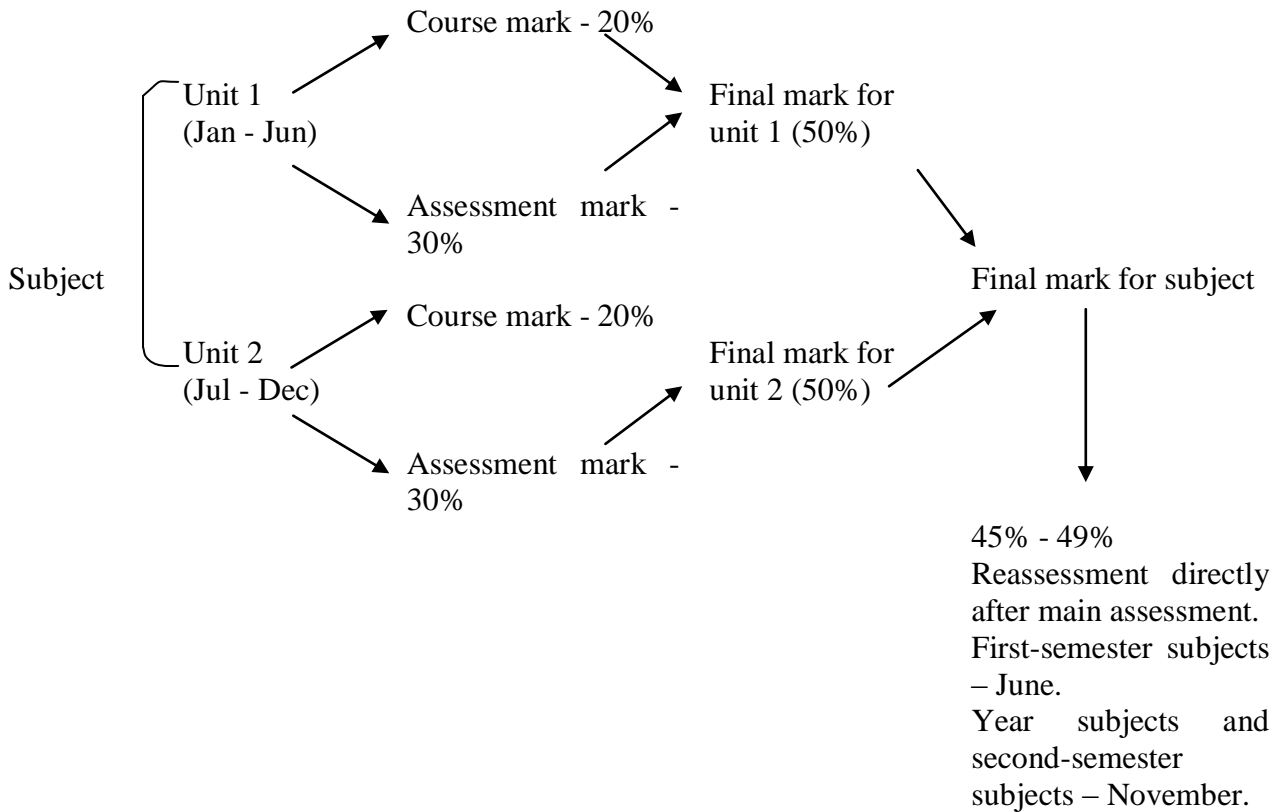 Course mark - 20%
Unit 1
(Jan - Jun)
Final mark for
unit 1 (50%)
Assessment mark -
30%
Subject
Final mark for subject
Course mark - 20%
Unit 2
(Jul - Dec)
Final mark for
unit 2 (50%)
Assessment mark -
30%
45% - 49%
Reassessment directly
after main assessment.
First-semester subjects
– June.
Year subjects and
second-semester
subjects – November.